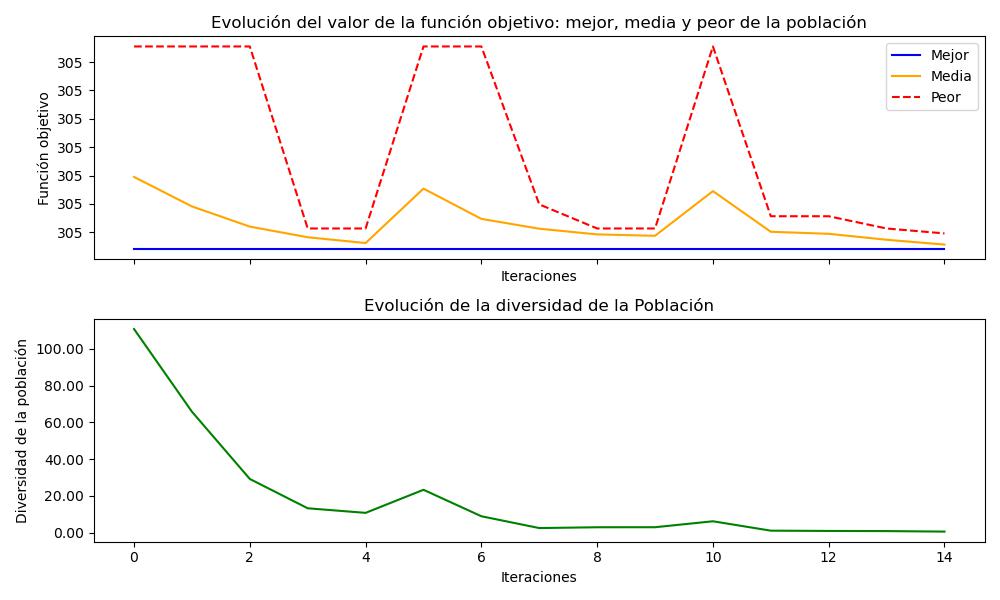 Evolución del valor de la función objetivo: mejor, media y peor de la población
Función objetivo
305
305
305
305
305
305
Mejor
Media
Peor
Iteraciones
Evolución de la diversidad de la Población
Diversidad de la población
100.00
80.00
60.00
40.00
20.00
0.00
0 2 4 6 8 10 12 14
Iteraciones